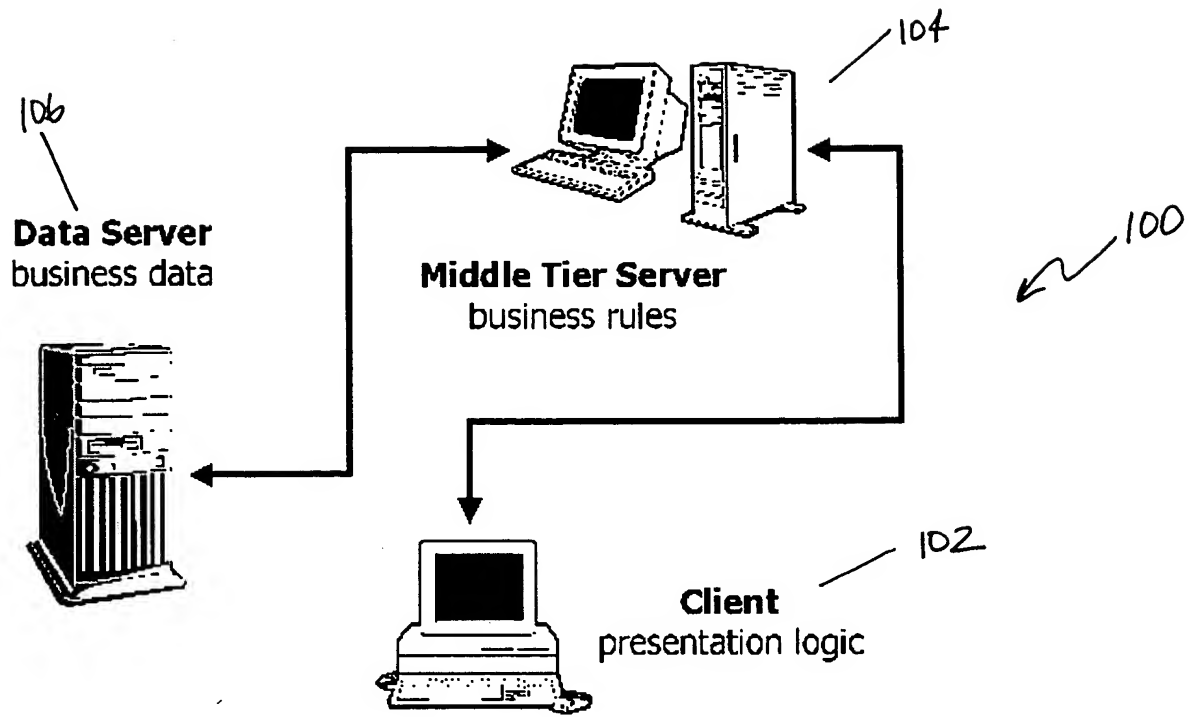 104
106
Data Server
business data
100
Middle Tier Server
business rules
102
Client
presentation logic